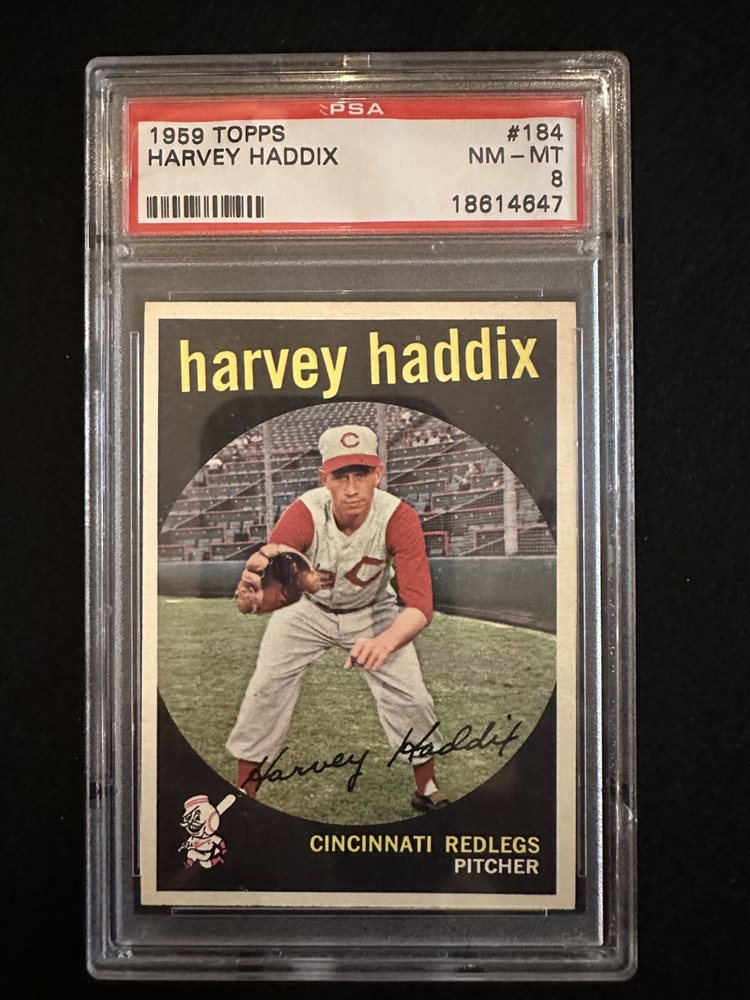 PSA
1959 TOPPS #184
HARVEY HADDIX NM - MT
8
18614647
harvey haddix
C
C
Harvey Haddix
CINCINNATI REDLEGS
PITCHER